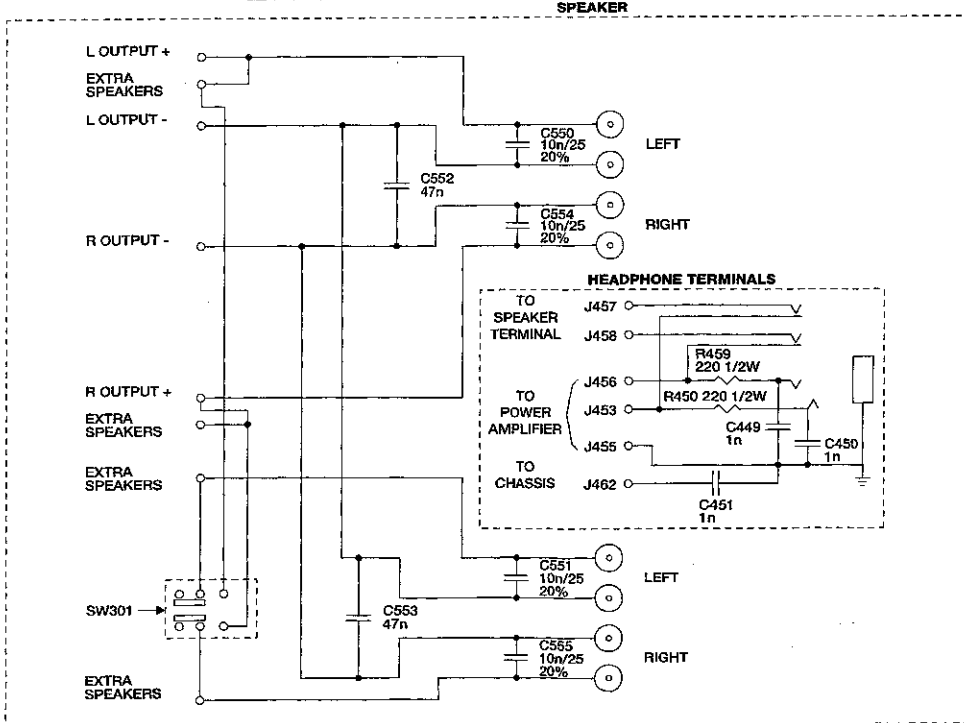 SPEAKER
L OUTPUT +
EXTRA
SPEAKERS
L OUTPUT -
C550
10n/25
20%
LEFT
C552
47n
C554
10n/25
20%
RIGHT
R OUTPUT -
HEADPHONE TERMINALS
TO
SPEAKER
TERMINAL
J457
J458
R459
220 1/2W
J456
R450 220 1/2W
TO
POWER
AMPLIFIER
J453
C449
1n
C450
1n
J455
TO
CHASSIS
J462
C451
1n
R OUTPUT +
EXTRA
SPEAKERS
EXTRA
SPEAKERS
C551
10n/25
20%
LEFT
SW301
C553
47n
C555
10n/25
20%
RIGHT
EXTRA
SPEAKERS